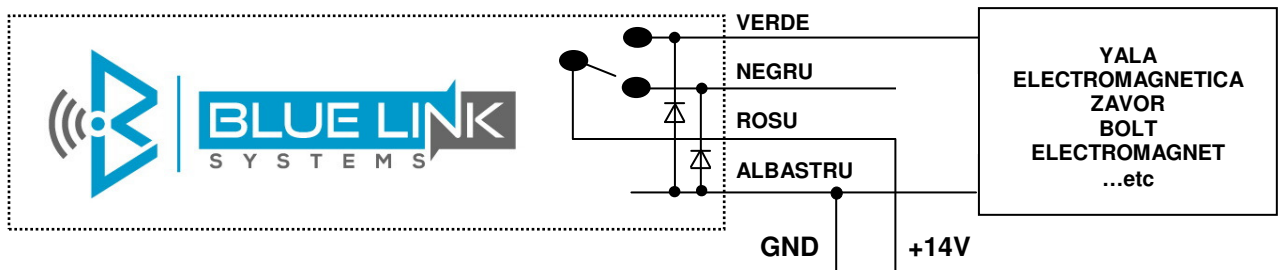 BLUE LINK
SYSTEMS
VERDE
NEGRU
ROSU
ALBASTRU
GND
+14V
YALA
ELECTROMAGNETICA
ZAVOR
BOLT
ELECTROMAGNET
...etc